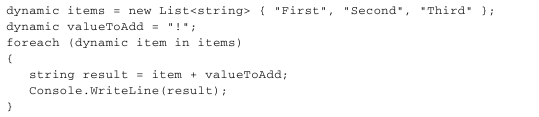 dynamic items = new List<string> { "First", "Second", "Third" };
dynamic valueToAdd = "!";
foreach (dynamic item in items)
{
   string result = item + valueToAdd;
   Console.WriteLine(result);
}